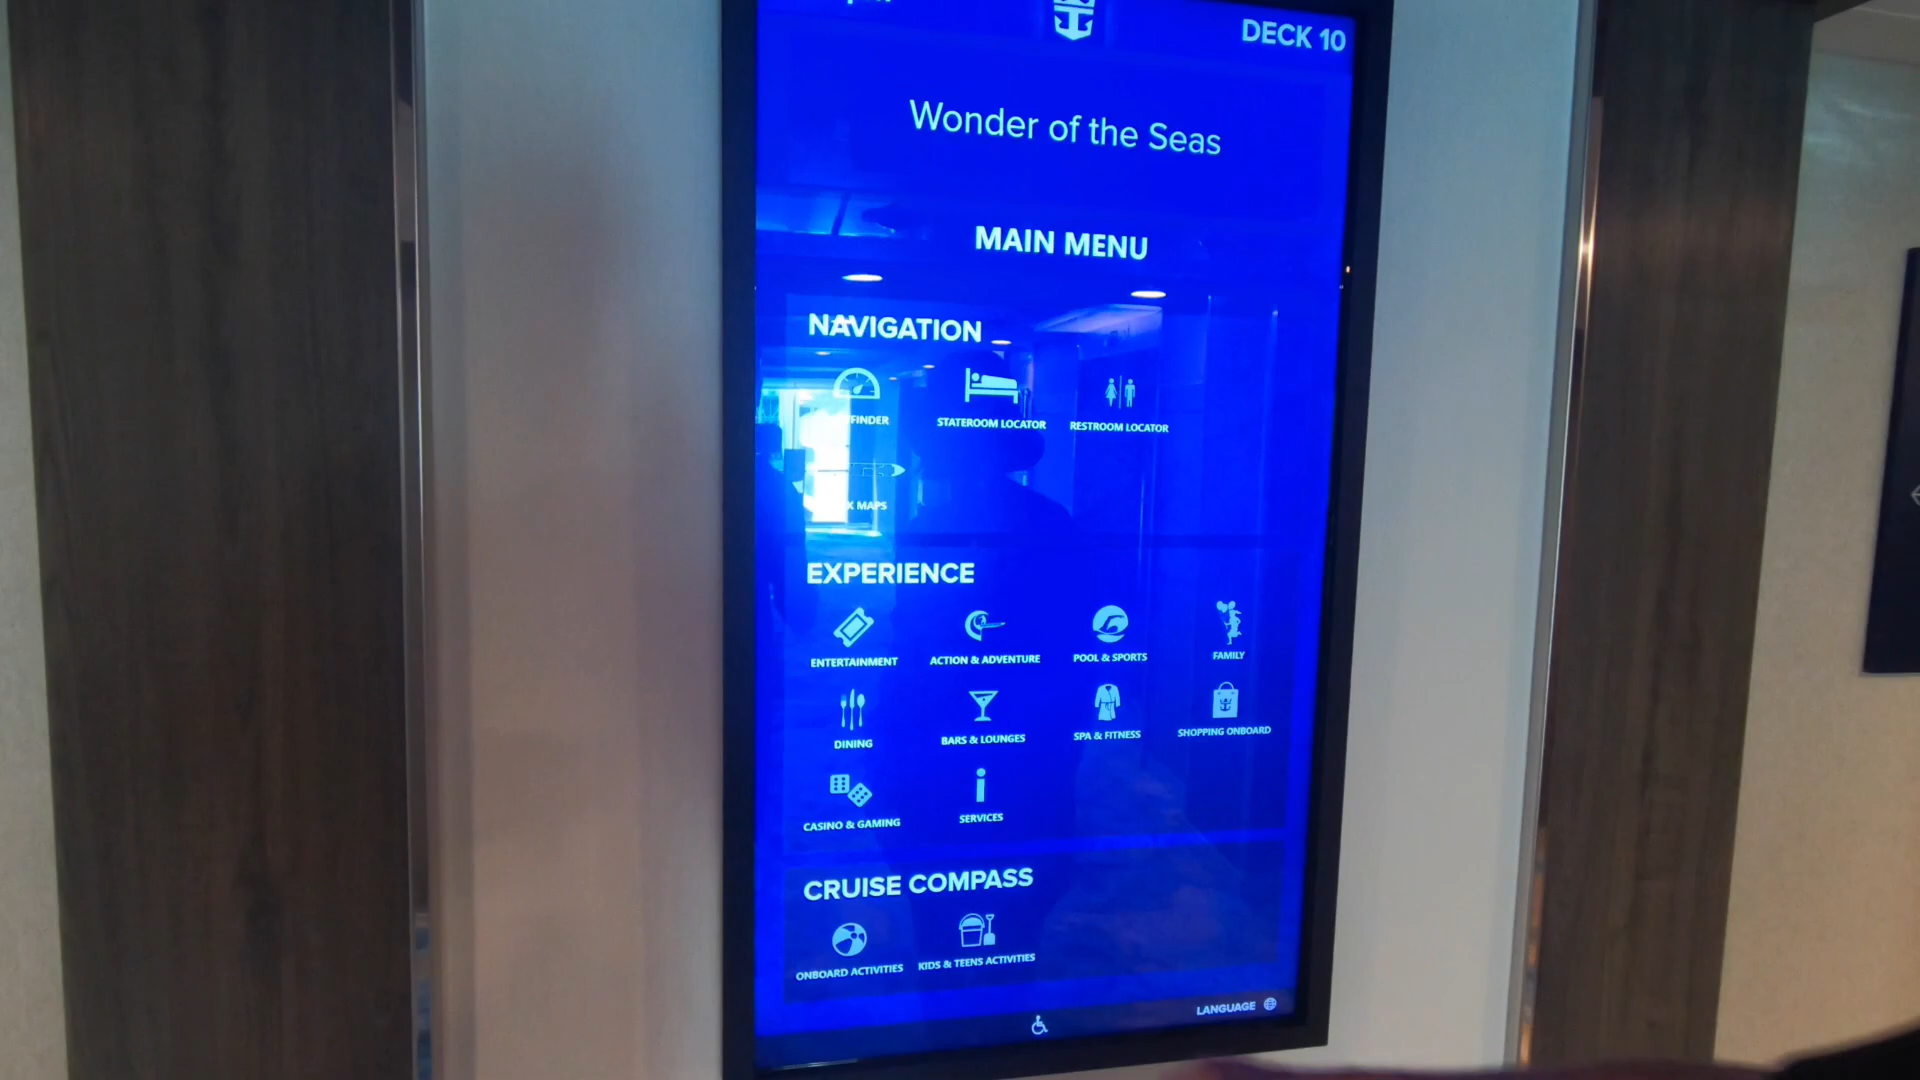 DECK 10
Wonder of the Seas
MAIN MENU
NAVIGATION
STATEROOM LOCATOR
RESTROOM LOCATOR
MAPS
EXPERIENCE
ENTERTAINMENT
ACTION & ADVENTURE
POOL & SPORTS
FAMILY
DINING
BARS & LOUNGES
SPA & FITNESS
SHOPPING ONBOARD
CASINO & GAMING
SERVICES
CRUISE COMPASS
ONBOARD ACTIVITIES
KIDS & TEENS ACTIVITIES
LANGUAGE